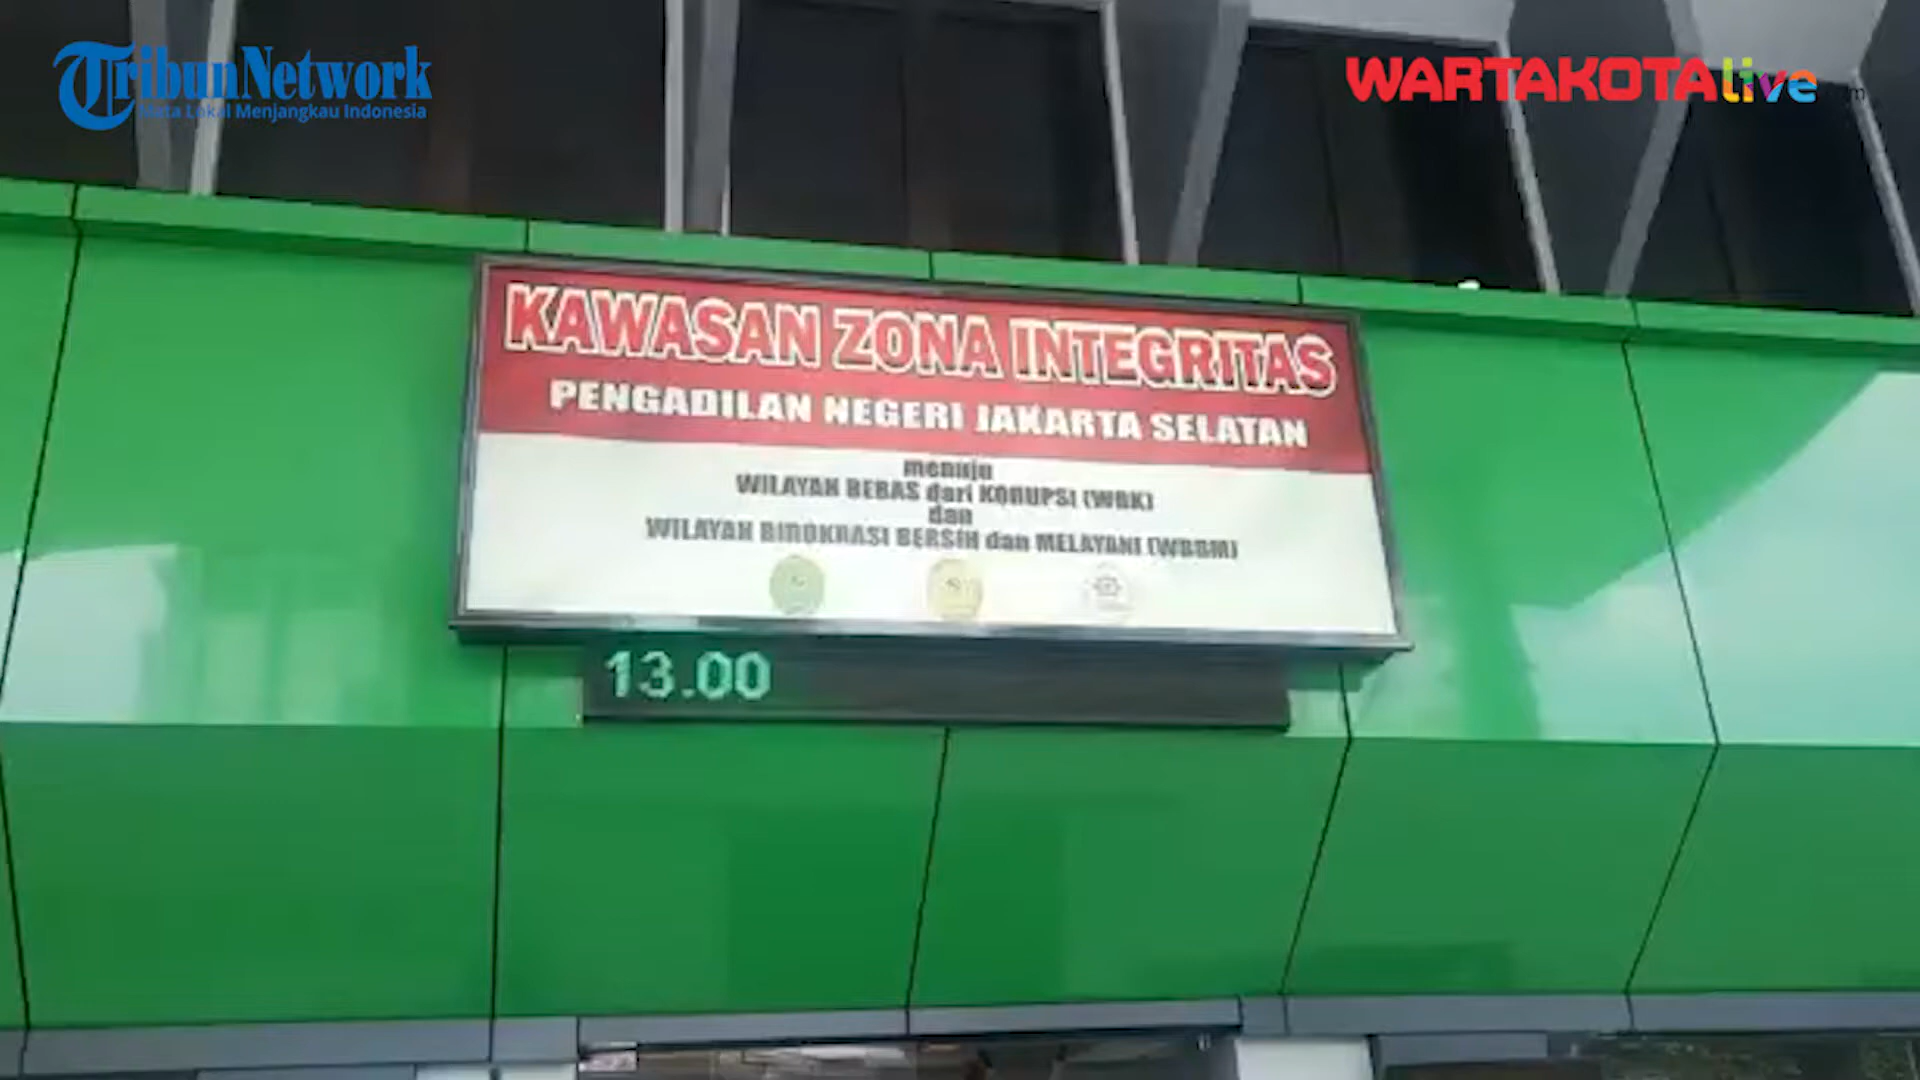 TribunNetwork
Mata Lokal Menjangkau Indonesia
WARTAKOTAlive.com
KAWASAN ZONA INTEGRITAS
PENGADILAN NEGERI JAKARTA SELATAN
menuju
WILAYAH BEBAS dari KORUPSI (WBK)
dan
WILAYAH BIROKRASI BERSIH dan MELAYANI (WBBM)
13.00